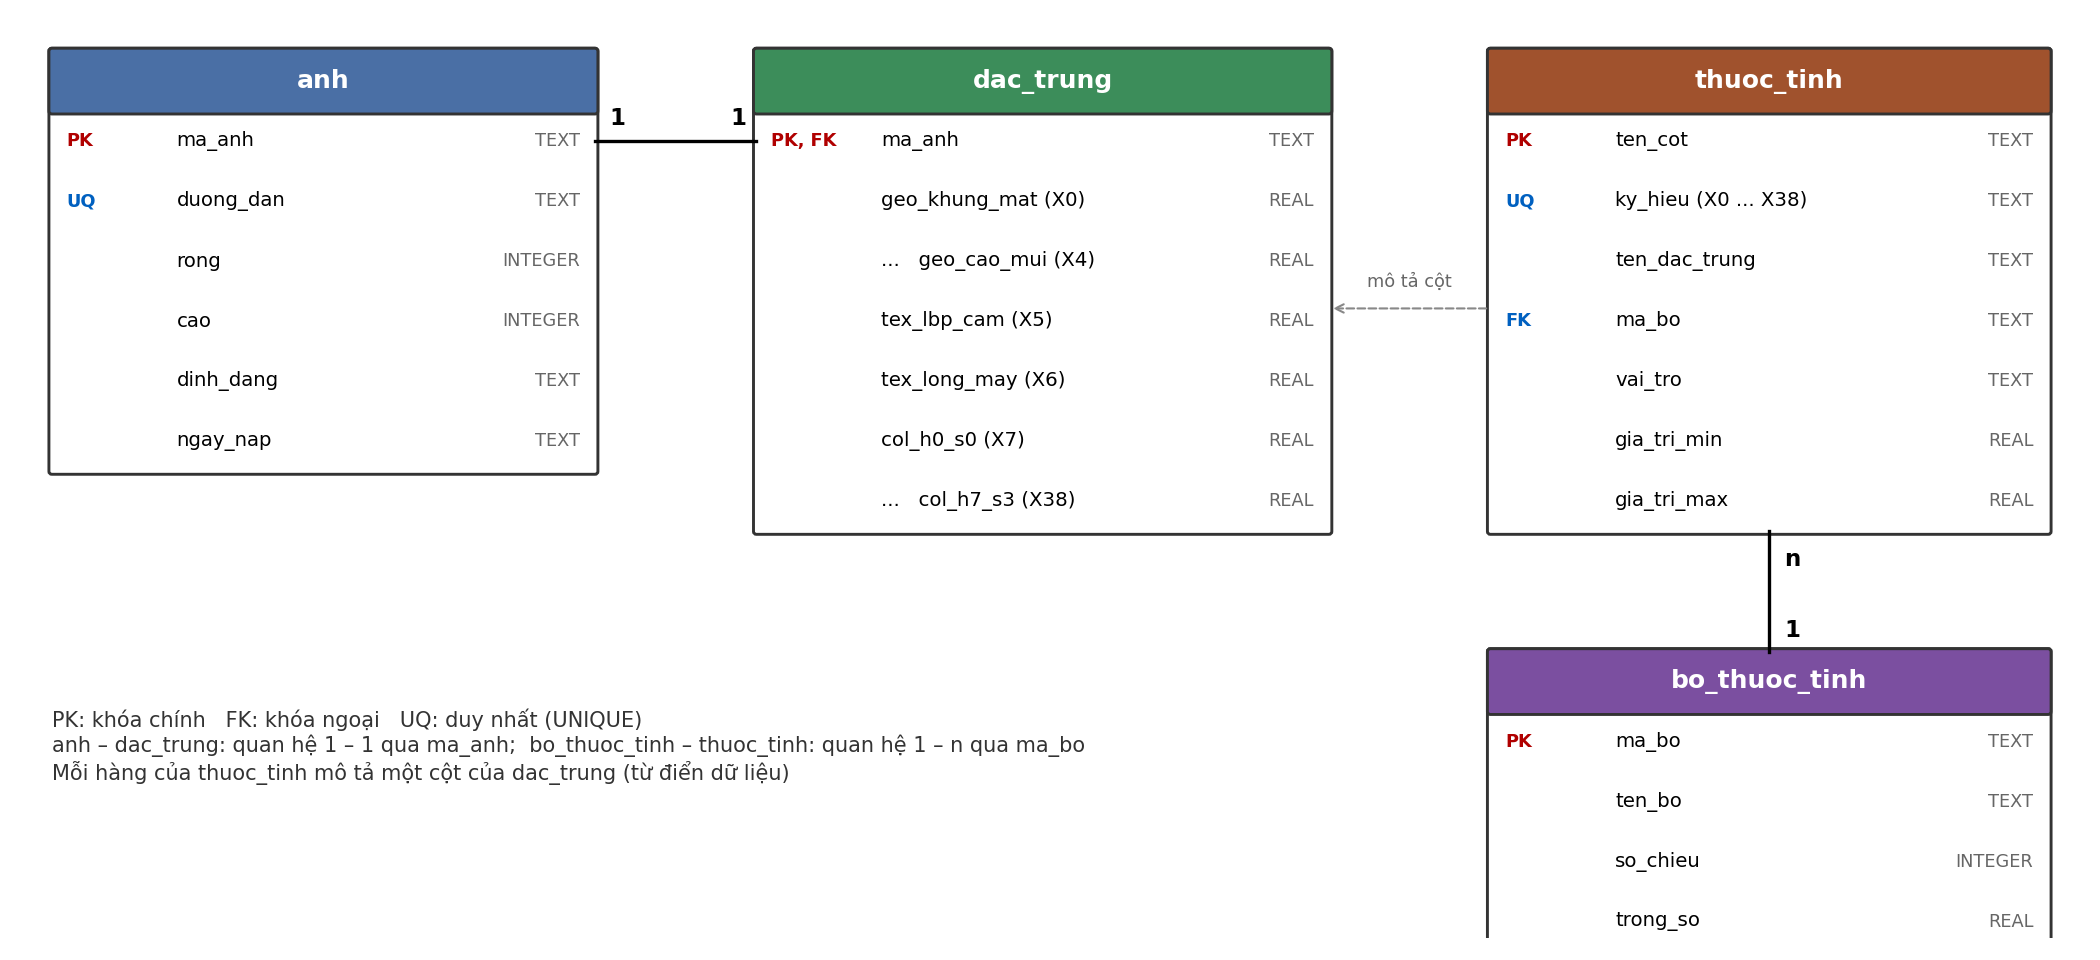 anh
PK ma_anh TEXT
UQ duong_dan TEXT
rong INTEGER
cao INTEGER
dinh_dang TEXT
ngay_nap TEXT
1 1
dac_trung
PK, FK ma_anh TEXT
geo_khung_mat (X0) REAL
... geo_cao_mui (X4) REAL
tex_lbp_cam (X5) REAL
tex_long_may (X6) REAL
col_h0_s0 (X7) REAL
... col_h7_s3 (X38) REAL
mô tả cột
thuoc_tinh
PK ten_cot TEXT
UQ ky_hieu (X0 ... X38) TEXT
ten_dac_trung TEXT
FK ma_bo TEXT
vai_tro TEXT
gia_tri_min REAL
gia_tri_max REAL
n
1
bo_thuoc_tinh
PK ma_bo TEXT
ten_bo TEXT
so_chieu INTEGER
trong_so REAL
PK: khóa chính FK: khóa ngoại UQ: duy nhất (UNIQUE)
anh – dac_trung: quan hệ 1 – 1 qua ma_anh; bo_thuoc_tinh – thuoc_tinh: quan hệ 1 – n qua ma_bo
Mỗi hàng của thuoc_tinh mô tả một cột của dac_trung (từ điển dữ liệu)